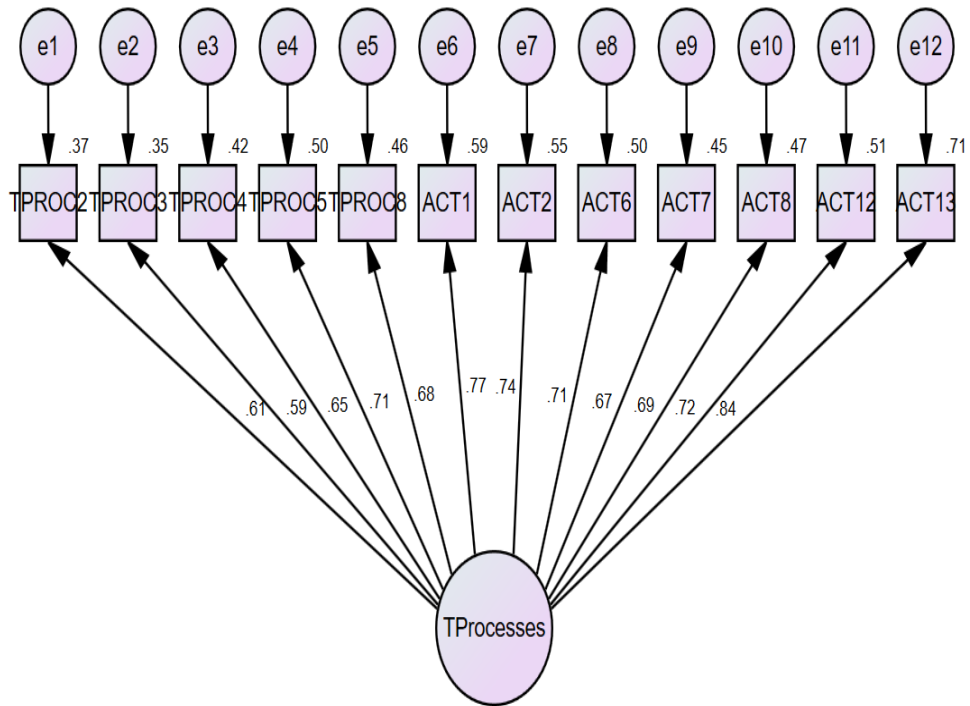 e1 e2 e3 e4 e5 e6 e7 e8 e9 e10 e11 e12
.37 .35 .42 .50 .46 .59 .55 .50 .45 .47 .51 .71
TPROC2 TPROC3 TPROC4 TPROC5 TPROC8 ACT1 ACT2 ACT6 ACT7 ACT8 ACT12 ACT13
.61 .59 .65 .71 .68 .77 .74 .71 .67 .69 .72 .84
TProcesses